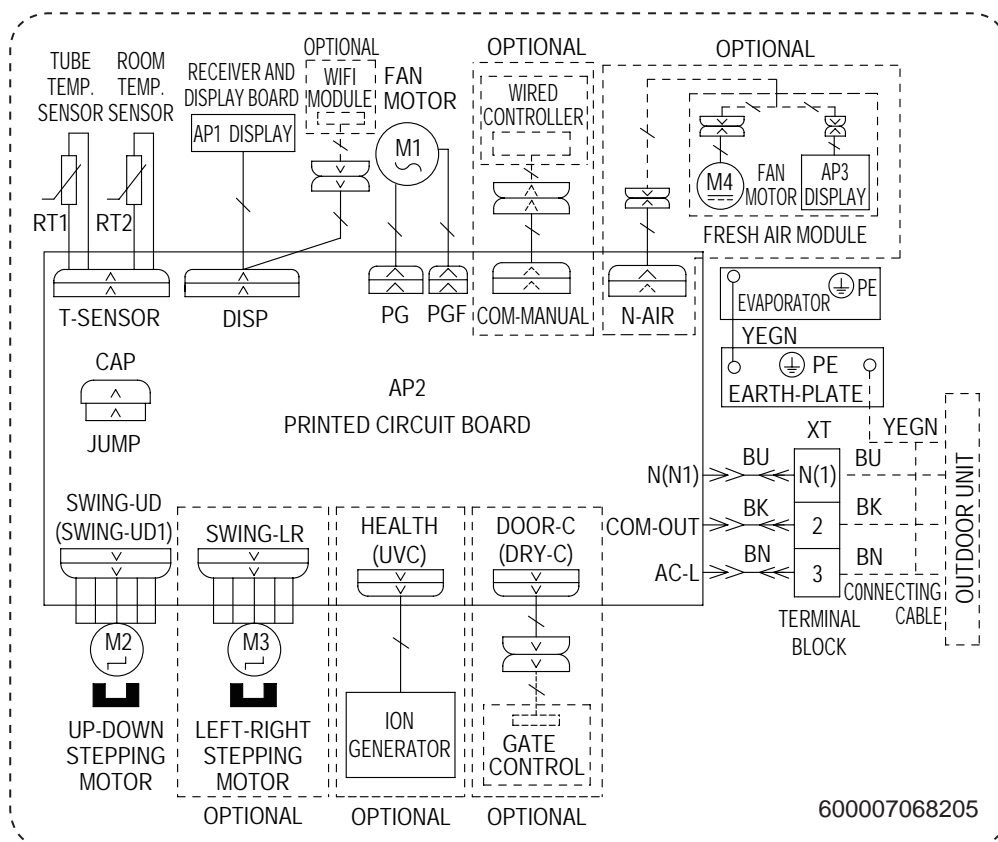 TUBE
TEMP.
SENSOR
ROOM
TEMP.
SENSOR
RECEIVER AND
DISPLAY BOARD
AP1 DISPLAY
OPTIONAL
WIFI
MODULE
FAN
MOTOR
M1
OPTIONAL
WIRED
CONTROLLER
OPTIONAL
M4
FAN
MOTOR
AP3
DISPLAY
FRESH AIR MODULE
RT1
RT2
T-SENSOR
DISP
PG
PGF
COM-MANUAL
N-AIR
EVAPORATOR
PE
YEGN
PE
EARTH-PLATE
CAP
JUMP
AP2
PRINTED CIRCUIT BOARD
XT
YEGN
N(N1)
BU
N(1)
BU
COM-OUT
BK
2
BK
AC-L
BN
3
BN
CONNECTING
CABLE
OUTDOOR UNIT
TERMINAL
BLOCK
SWING-UD
(SWING-UD1)
M2
UP-DOWN
STEPPING
MOTOR
SWING-LR
M3
LEFT-RIGHT
STEPPING
MOTOR
OPTIONAL
HEALTH
(UVC)
ION
GENERATOR
OPTIONAL
DOOR-C
(DRY-C)
GATE
CONTROL
OPTIONAL
600007068205